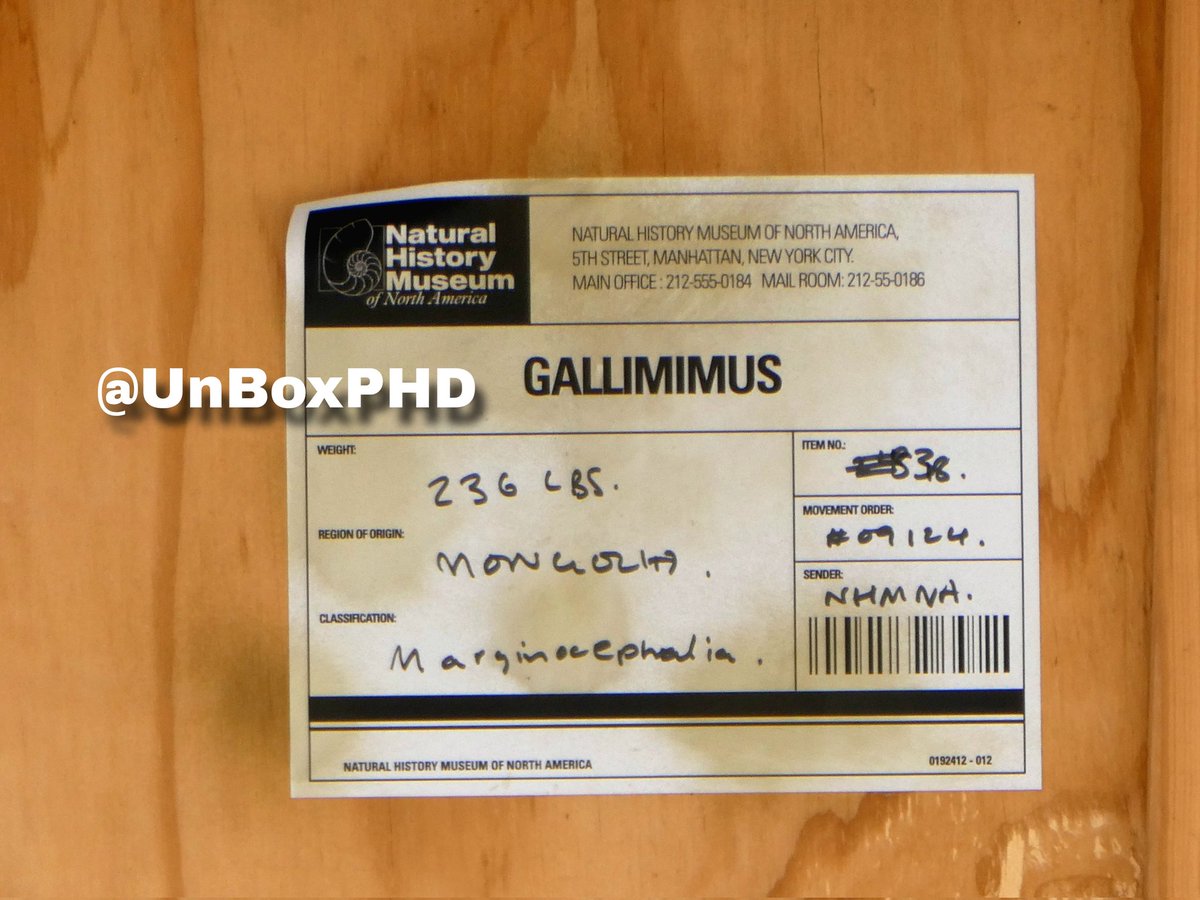 Natural
History
Museum
of North America
NATURAL HISTORY MUSEUM OF NORTH AMERICA,
5TH STREET, MANHATTAN, NEW YORK CITY.
MAIN OFFICE : 212-555-0184 MAIL ROOM: 212-55-0186
@UnBoxPHD
GALLIMIMUS
WEIGHT:
236 LBS.
REGION OF ORIGIN:
MONGOLIA.
CLASSIFICATION:
Marginocephalia.
ITEM NO.:
838.
MOVEMENT ORDER:
#09124.
SENDER:
NHMNA.
NATURAL HISTORY MUSEUM OF NORTH AMERICA
0192412 - 012